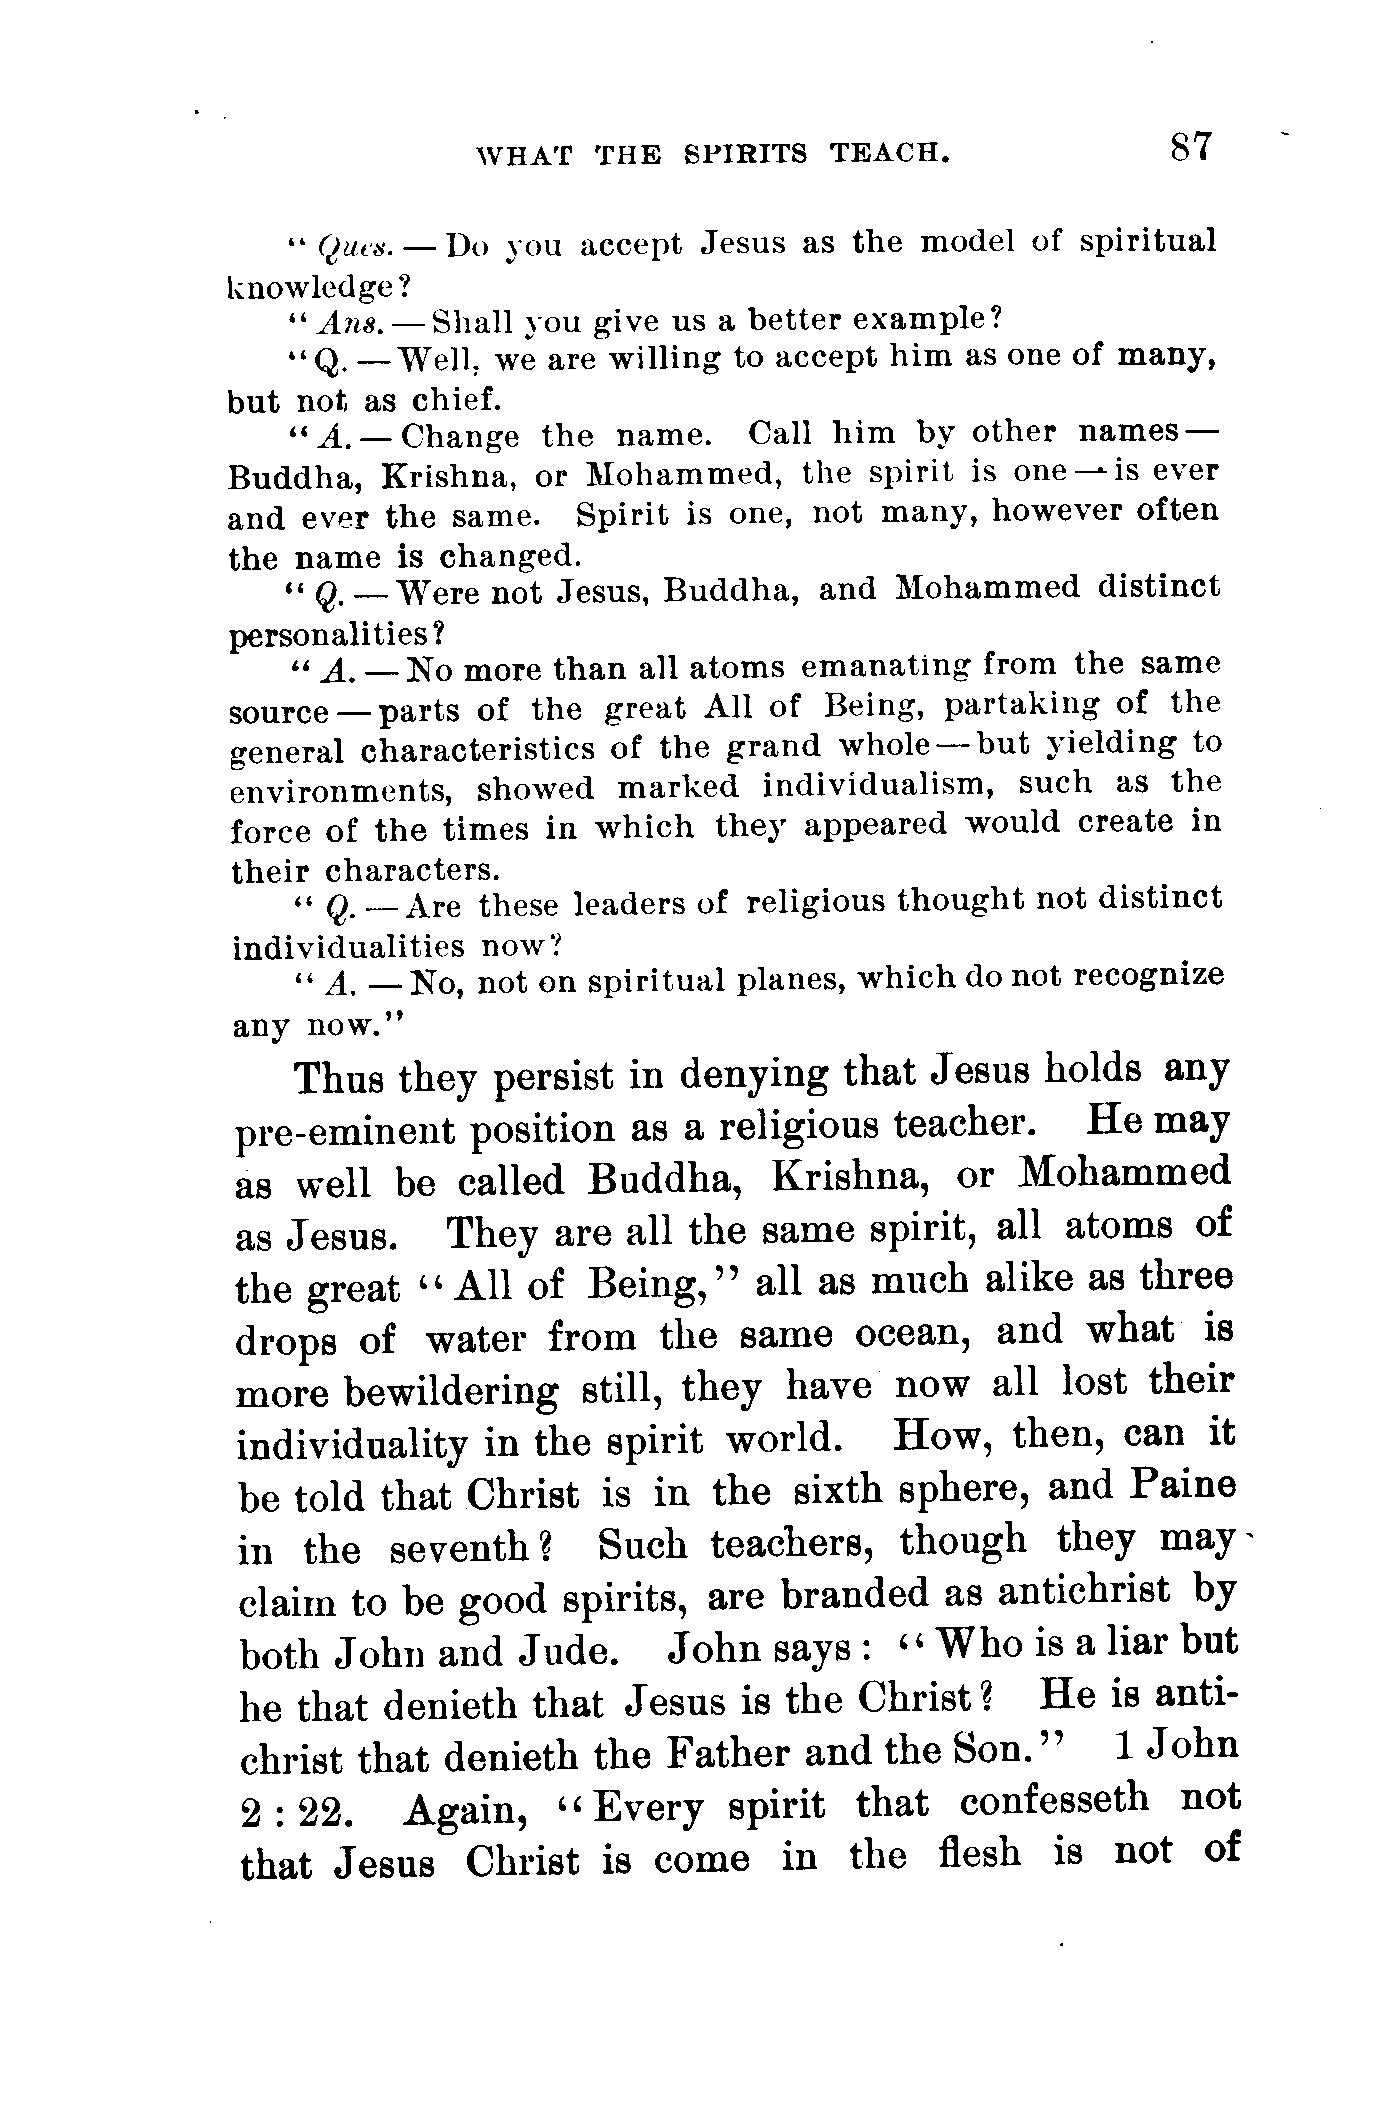 WHAT THE SPIRITS TEACH. 87
" Ques. — Do you accept Jesus as the model of spiritual
knowledge?
" Ans. — Shall you give us a better example?
" Q. — Well, we are willing to accept him as one of many,
but not as chief.
" A. — Change the name. Call him by other names —
Buddha, Krishna, or Mohammed, the spirit is one — is ever
and ever the same. Spirit is one, not many, however often
the name is changed.
" Q. — Were not Jesus, Buddha, and Mohammed distinct
personalities?
" A. — No more than all atoms emanating from the same
source — parts of the great All of Being, partaking of the
general characteristics of the grand whole — but yielding to
environments, showed marked individualism, such as the
force of the times in which they appeared would create in
their characters.
" Q. — Are these leaders of religious thought not distinct
individualities now?
" A. — No, not on spiritual planes, which do not recognize
any now."
Thus they persist in denying that Jesus holds any
pre-eminent position as a religious teacher. He may
as well be called Buddha, Krishna, or Mohammed
as Jesus. They are all the same spirit, all atoms of
the great " All of Being," all as much alike as three
drops of water from the same ocean, and what is
more bewildering still, they have now all lost their
individuality in the spirit world. How, then, can it
be told that Christ is in the sixth sphere, and Paine
in the seventh? Such teachers, though they may
claim to be good spirits, are branded as antichrist by
both John and Jude. John says: " Who is a liar but
he that denieth that Jesus is the Christ? He is anti-
christ that denieth the Father and the Son." 1 John
2 : 22. Again, " Every spirit that confesseth not
that Jesus Christ is come in the flesh is not of